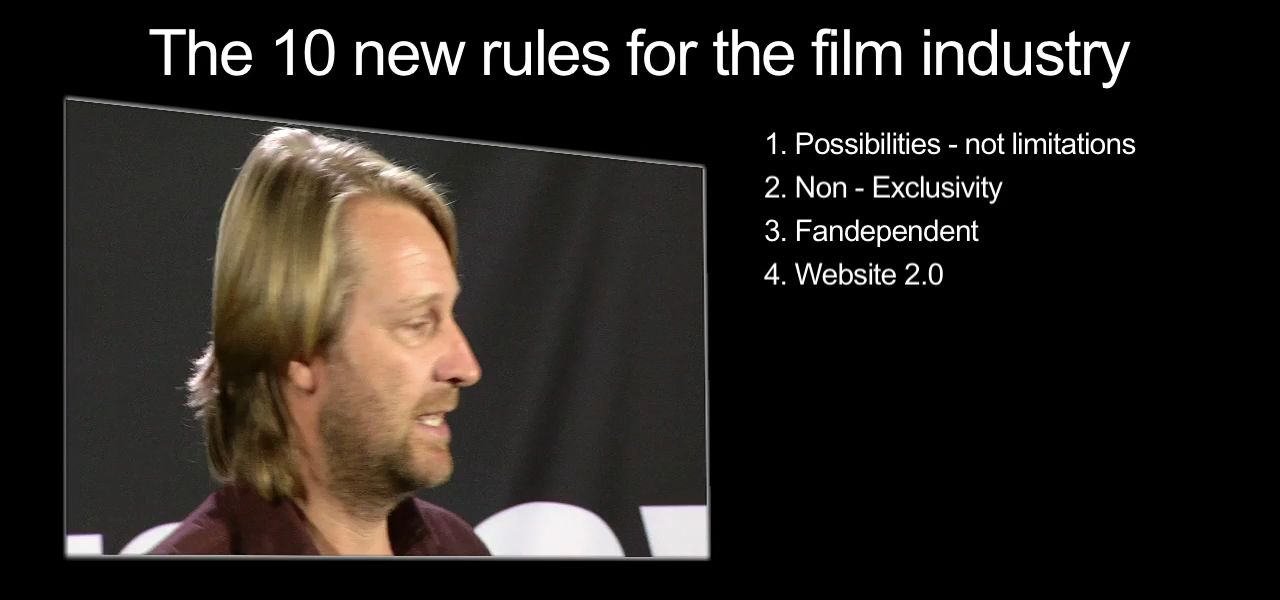 The 10 new rules for the film industry
1. Possibilities - not limitations
2. Non - Exclusivity
3. Fandependent
4. Website 2.0